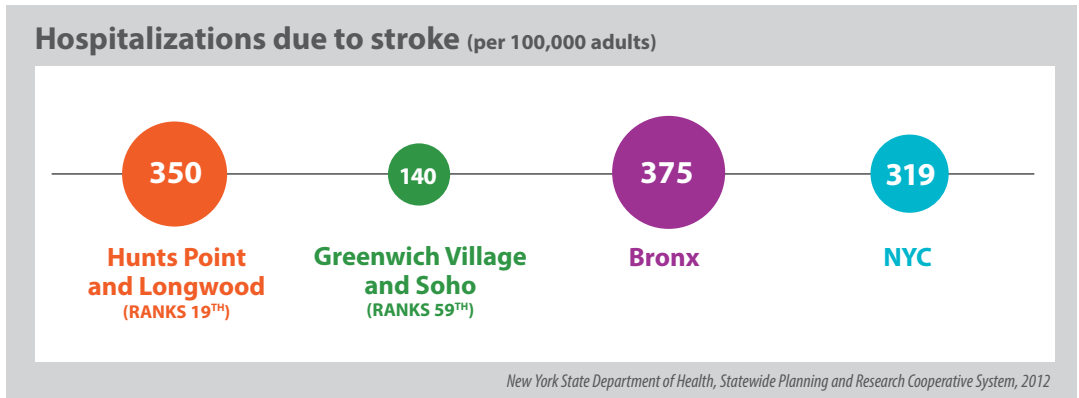 Hospitalizations due to stroke (per 100,000 adults)
350
140
375
319
Hunts Point
and Longwood
(RANKS 19TH)
Greenwich Village
and Soho
(RANKS 59TH)
Bronx
NYC
New York State Department of Health, Statewide Planning and Research Cooperative System, 2012